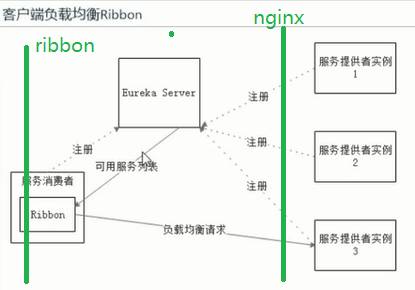 客户端负载均衡Ribbon
ribbon
nginx
Eureka Server
服务提供者实例
1
注册
注册
注册
可用服务列表
服务提供者实例
2
服务消费者
Ribbon
注册
负载均衡请求
服务提供者实例
3